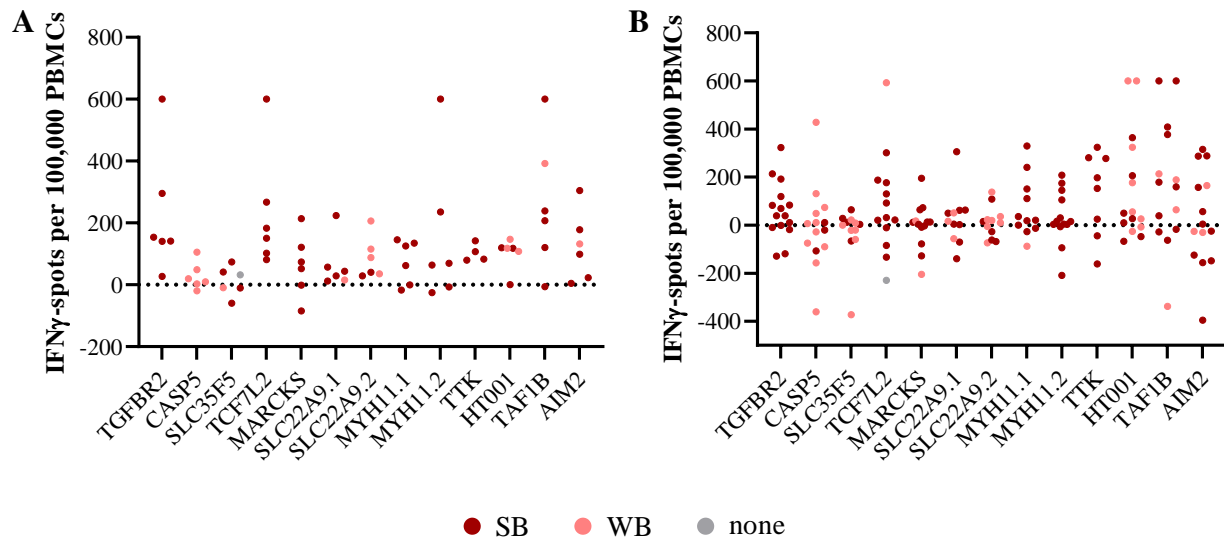 A
IFNγ-spots per 100,000 PBMCs
800
600
400
200
0
-200
TGFBR2
CASP5
SLC35F5
TCF7L2
MARCKS
SLC22A9.1
SLC22A9.2
MYH11.1
MYH11.2
TTK
HT001
TAF1B
AIM2
B
IFNγ-spots per 100,000 PBMCs
800
600
400
200
0
-200
-400
TGFBR2
CASP5
SLC35F5
TCF7L2
MARCKS
SLC22A9.1
SLC22A9.2
MYH11.1
MYH11.2
TTK
HT001
TAF1B
AIM2
SB WB none